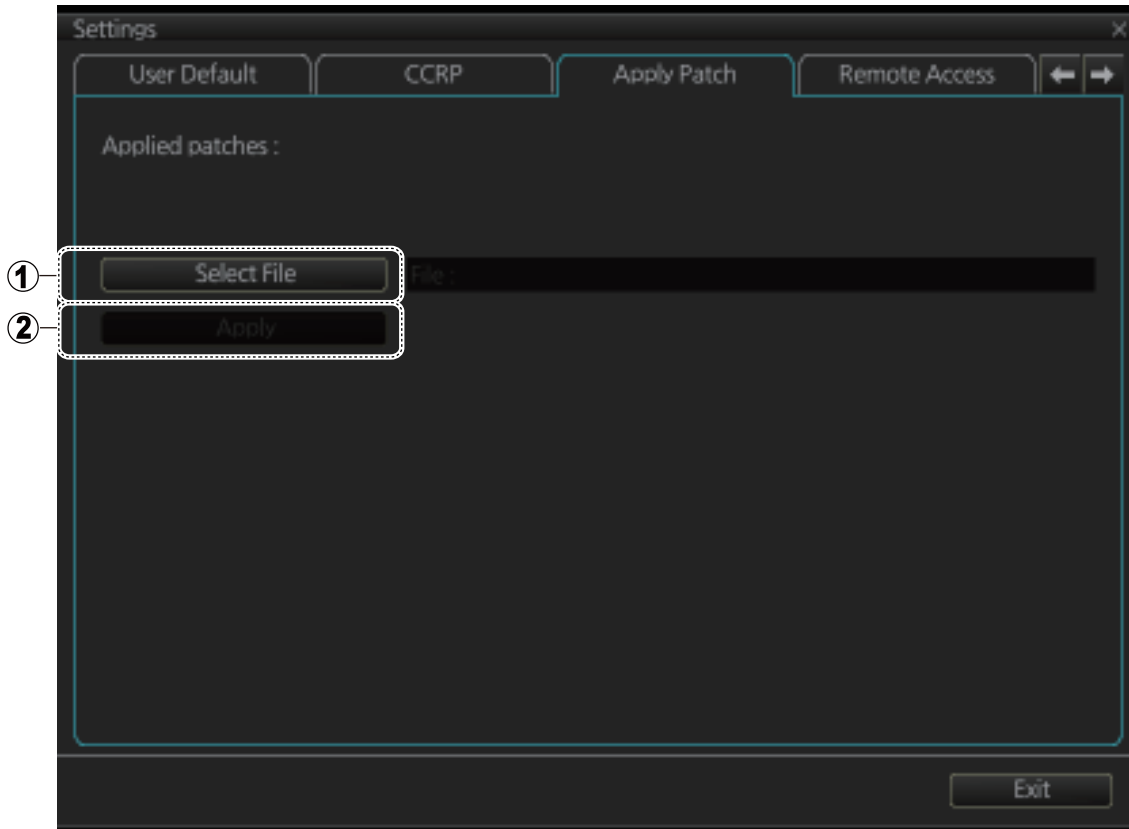 Settings
User Default CCRP Apply Patch Remote Access
Applied patches :
1 Select File File :
2 Apply
Exit